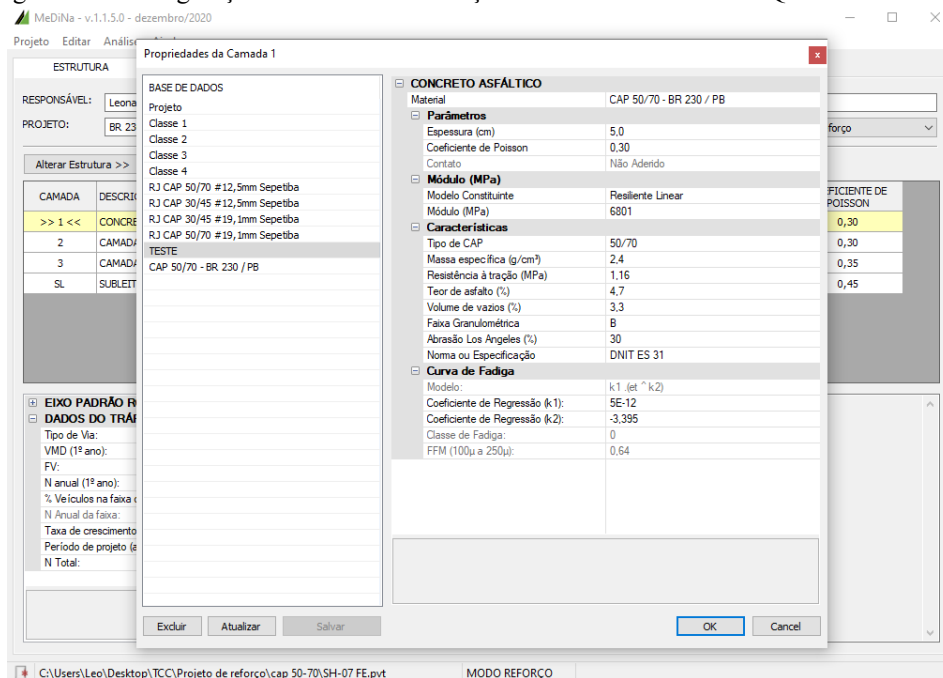 MeDiNa - v.1.1.5.0 - dezembro/2020
Projeto Editar
ESTRUTURA
RESPONSÁVEL:
PROJETO: BR
Alterar Estrutura >>
CAMADA
>> 1 <<
2
3
SL
POISSON
0,30
0,30
0,35
0,45
DE
Propriedades da Camada 1
x
BASE DE DADOS
Projeto
Classe 1
Classe 2
Classe 3
Classe 4
RJ CAP 50/70 #12,5mm Sepetiba
RJ CAP 30/45 #12,5mm Sepetiba
RJ CAP 30/45 #19,1mm Sepetiba
RJ CAP 50/70 #19,1mm Sepetiba
TESTE
CAP 50/70 - BR 230 / PB
CONCRETO ASFÁLTICO
Material CAP 50/70 - BR 230 / PB
Parâmetros
Espessura (cm) 5,0
Coeficiente de Poisson 0,30
Contato Não Aderido
Módulo (MPa)
Modelo Constituinte Resiliente Linear
Módulo (MPa) 6801
Características
Tipo de CAP 50/70
Massa específica (g/cm³) 2,4
Resistência à tração (MPa) 1,16
Teor de asfalto (%) 4,7
Volume de vazios (%) 3,3
Faixa Granulométrica B
Abrasão Los Angeles (%) 30
Norma ou Especificação DNIT ES 31
Curva de Fadiga
Modelo: k1 .(et ^ k2)
Coeficiente de Regressão (k1): 5E-12
Coeficiente de Regressão (k2): -3,395
Classe de Fadiga: 0
FFM (100µ a 250µ): 0,64
Excluir Atualizar Salvar OK Cancel
EIXO PADRÃO
DADOS DO
Tipo de Via:
VMD (1º ano):
FV:
N anual (1º ano):
% Veículos na faixa
N Anual da faixa:
Taxa de crescimento
Período de projeto
N Total:
C:\Users\Leo\Desktop\TCC\Projeto de reforço\cap 50-70\SH-07 FE.pvt MODO REFORÇO